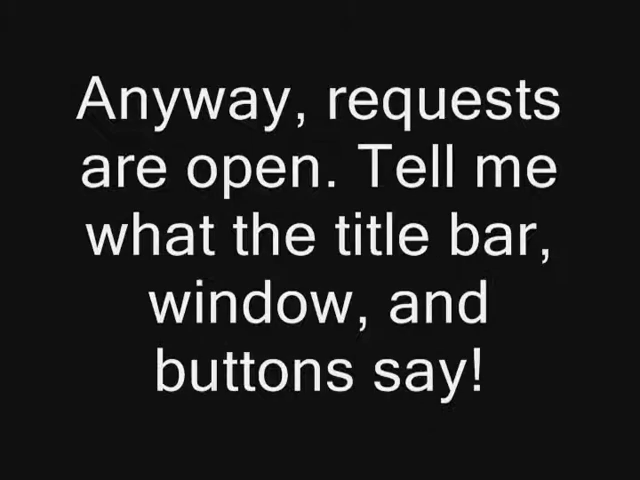 Anyway, requests
are open. Tell me
what the title bar,
window, and
buttons say!